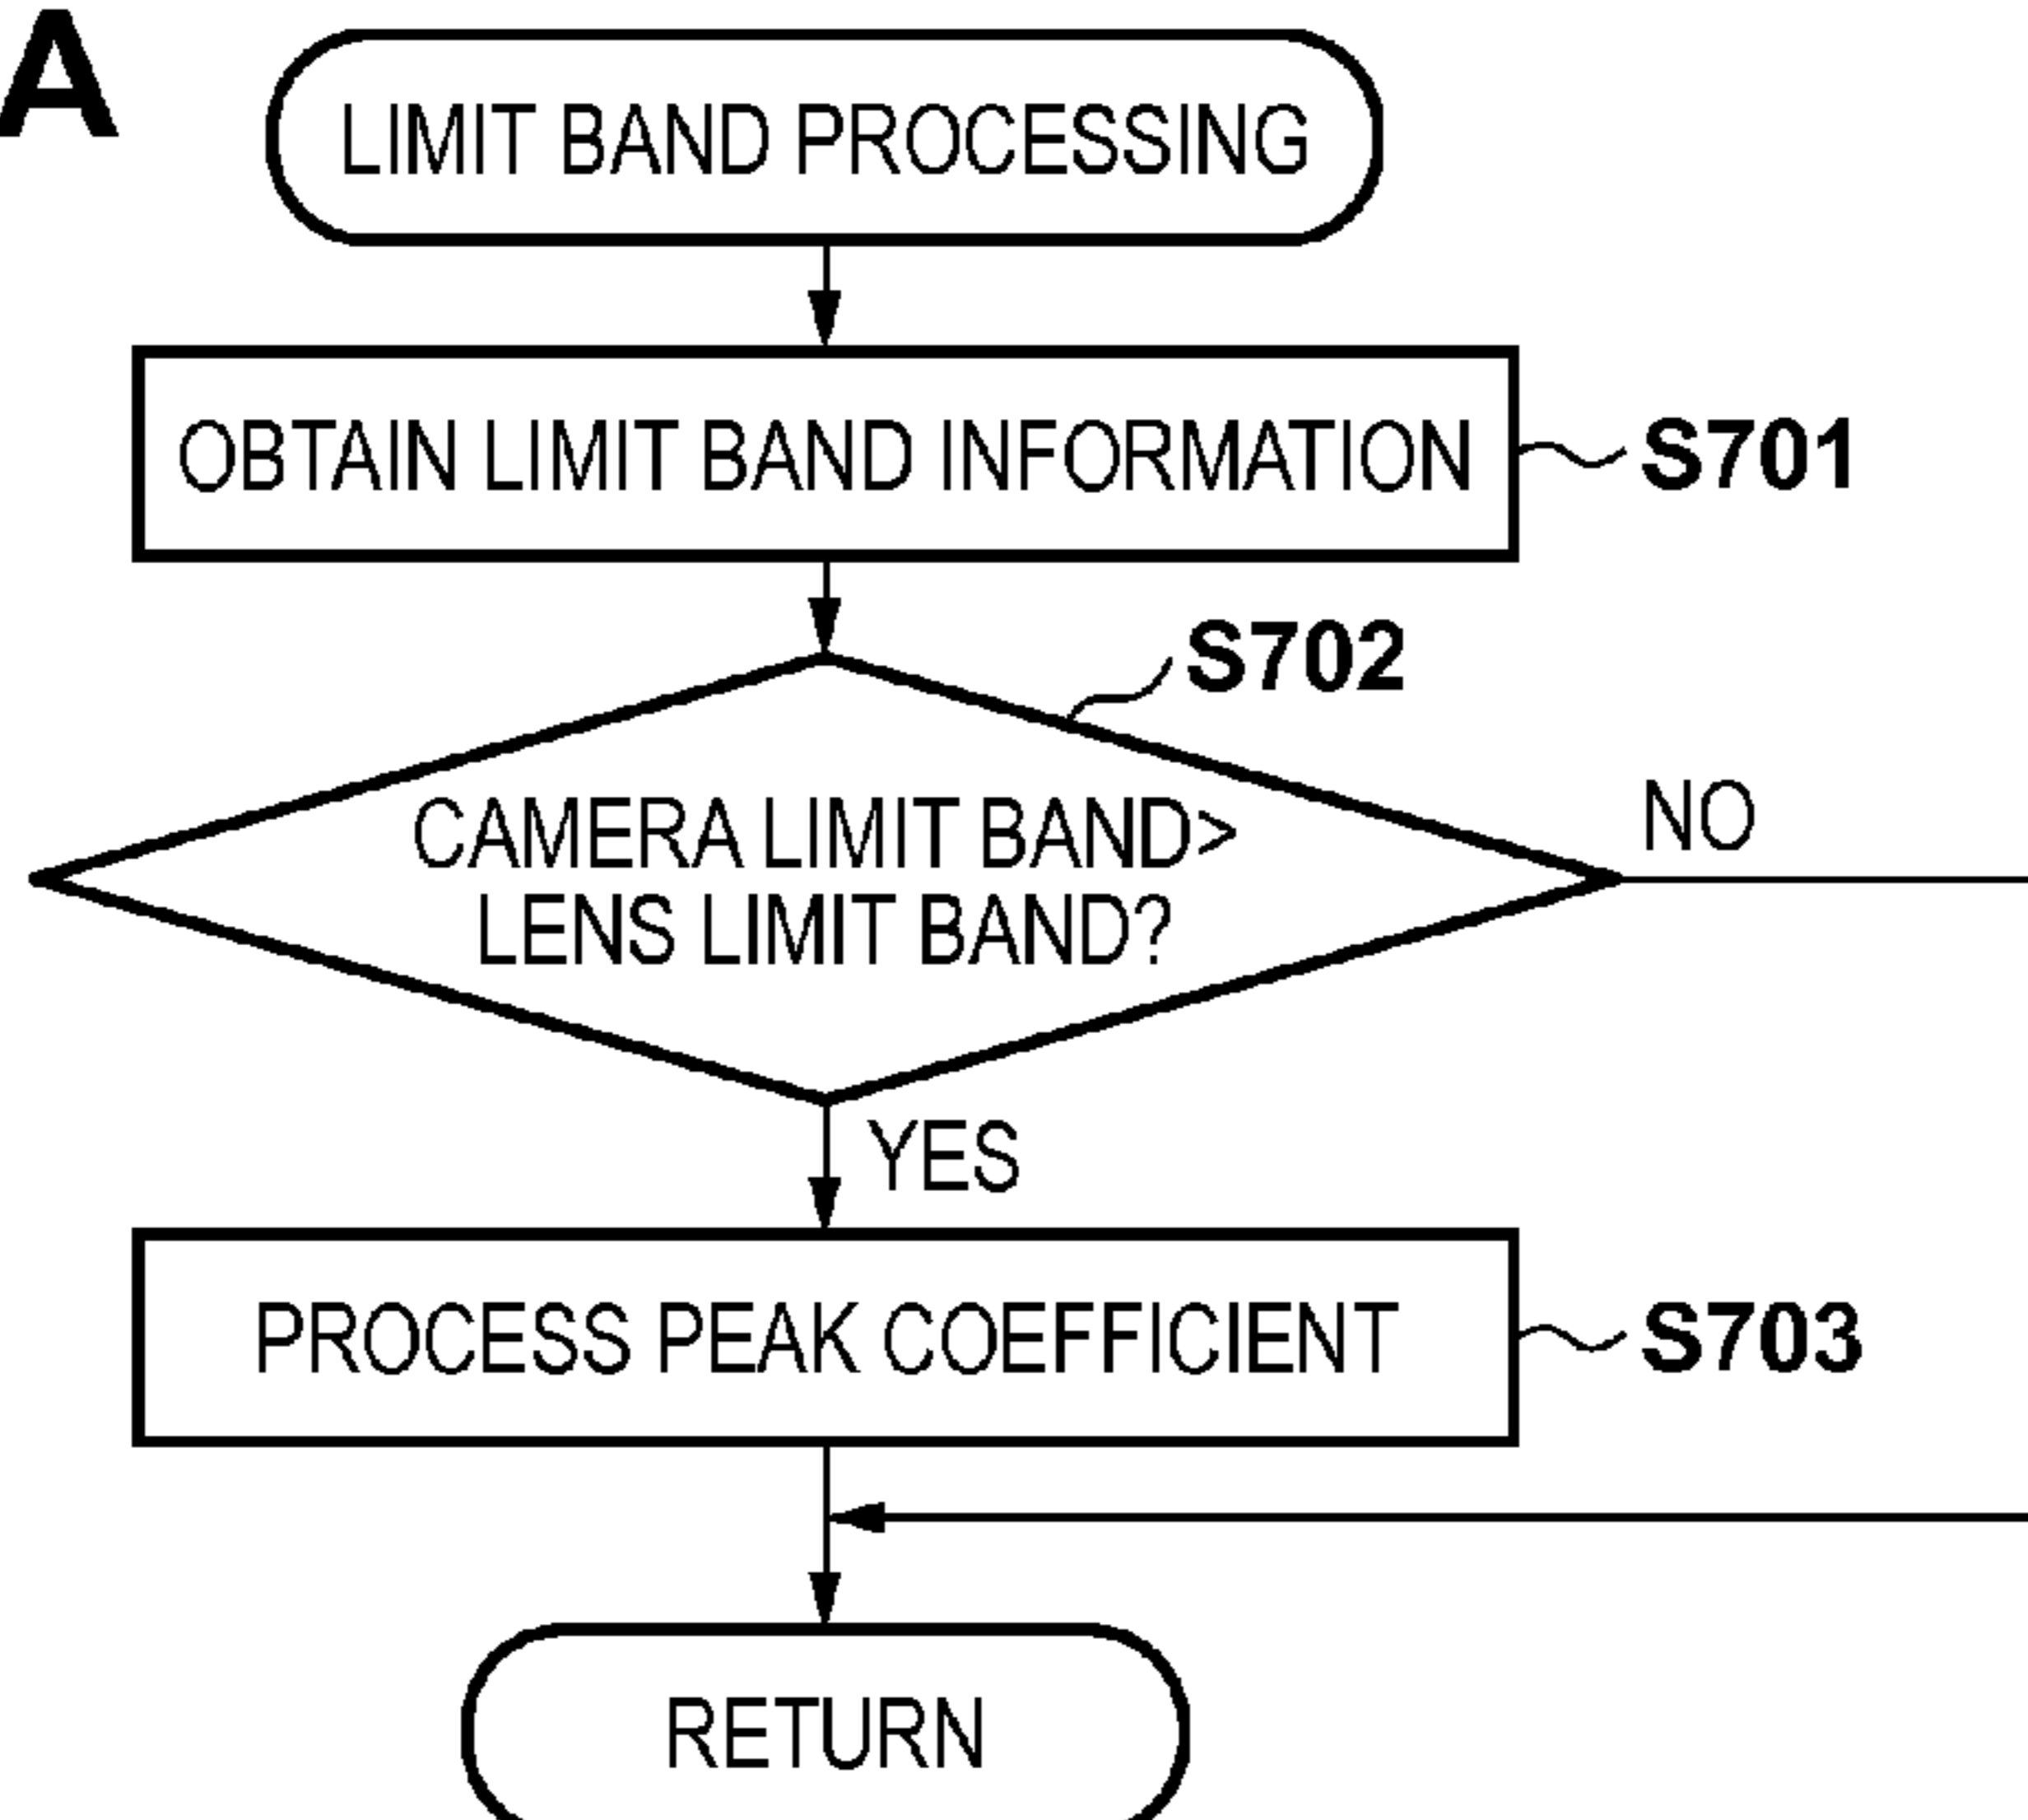 A
LIMIT BAND PROCESSING
OBTAIN LIMIT BAND INFORMATION
S701
S702
CAMERA LIMIT BAND>
LENS LIMIT BAND?
NO
YES
PROCESS PEAK COEFFICIENT
S703
RETURN